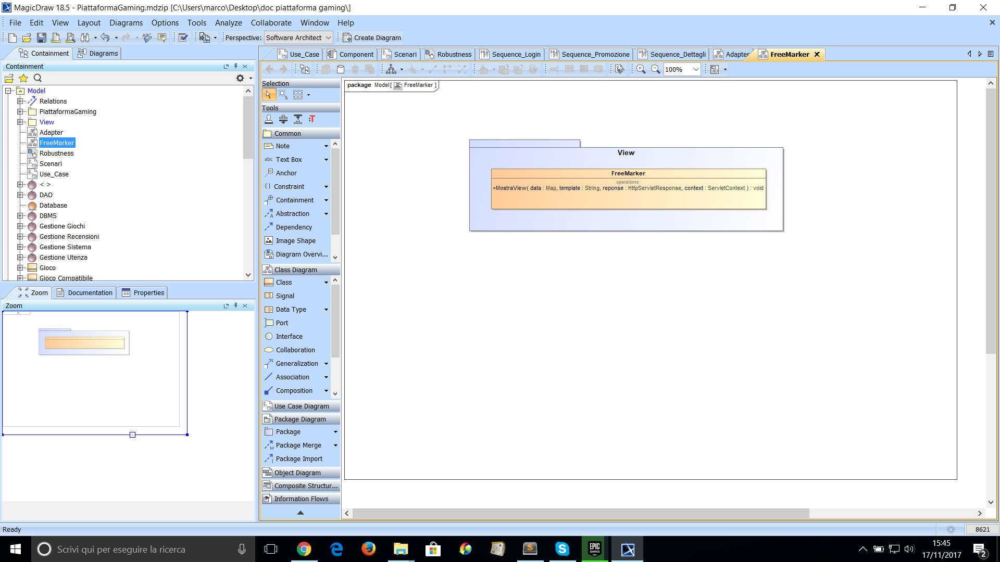 MagicDraw 18.5 - PiattaformaGaming.mdzip [C:\Users\marco\Desktop\doc piattaforma gaming\]
File Edit View Layout Diagrams Options Tools Analyze Collaborate Window Help
Perspective: Software Architect Create Diagram
Containment Diagrams
Containment
Model
Relations
PiattaformaGaming
View
Adapter
FreeMarker
Robustness
Scenari
Use_Case
< >
DAO
Database
DBMS
Gestione Giochi
Gestione Recensioni
Gestione Sistema
Gestione Utenza
Gioco
Gioco Compatibile
Zoom Documentation Properties
Zoom
Use_Case Component Scenari Robustness Sequence_Login Sequence_Promozione Sequence_Dettagli Adapter FreeMarker
100%
Selection
Tools
Common
Note
abc Text Box
Anchor
{} Constraint
Containment
Abstraction
Dependency
Image Shape
Diagram Overvi...
Class Diagram
Class
Signal
Data Type
Port
Interface
Collaboration
Generalization
Association
Composition
Use Case Diagram
Package Diagram
Package
Package Merge
Package Import
Object Diagram
Composite Structur...
Information Flows
package Model[ FreeMarker ]
View
FreeMarker
operations
+MostraView( data : Map, template : String, reponse : HttpServletResponse, context : ServletContext ) : void
Ready
8621
Scrivi qui per eseguire la ricerca
EPIC GAMES
15:45
17/11/2017
2